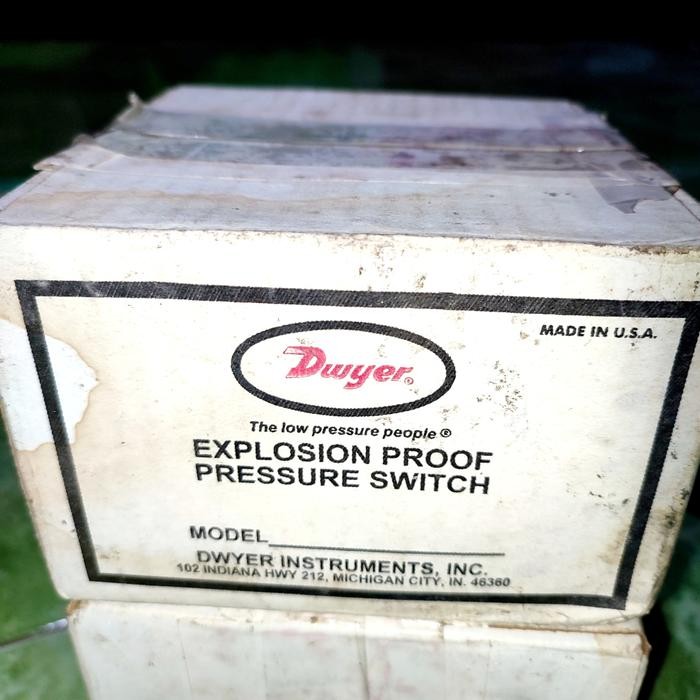 MADE IN U.S.A.
Dwyer®
The low pressure people ®
EXPLOSION PROOF
PRESSURE SWITCH
MODEL
DWYER INSTRUMENTS, INC.
102 INDIANA HWY 212, MICHIGAN CITY, IN. 46360